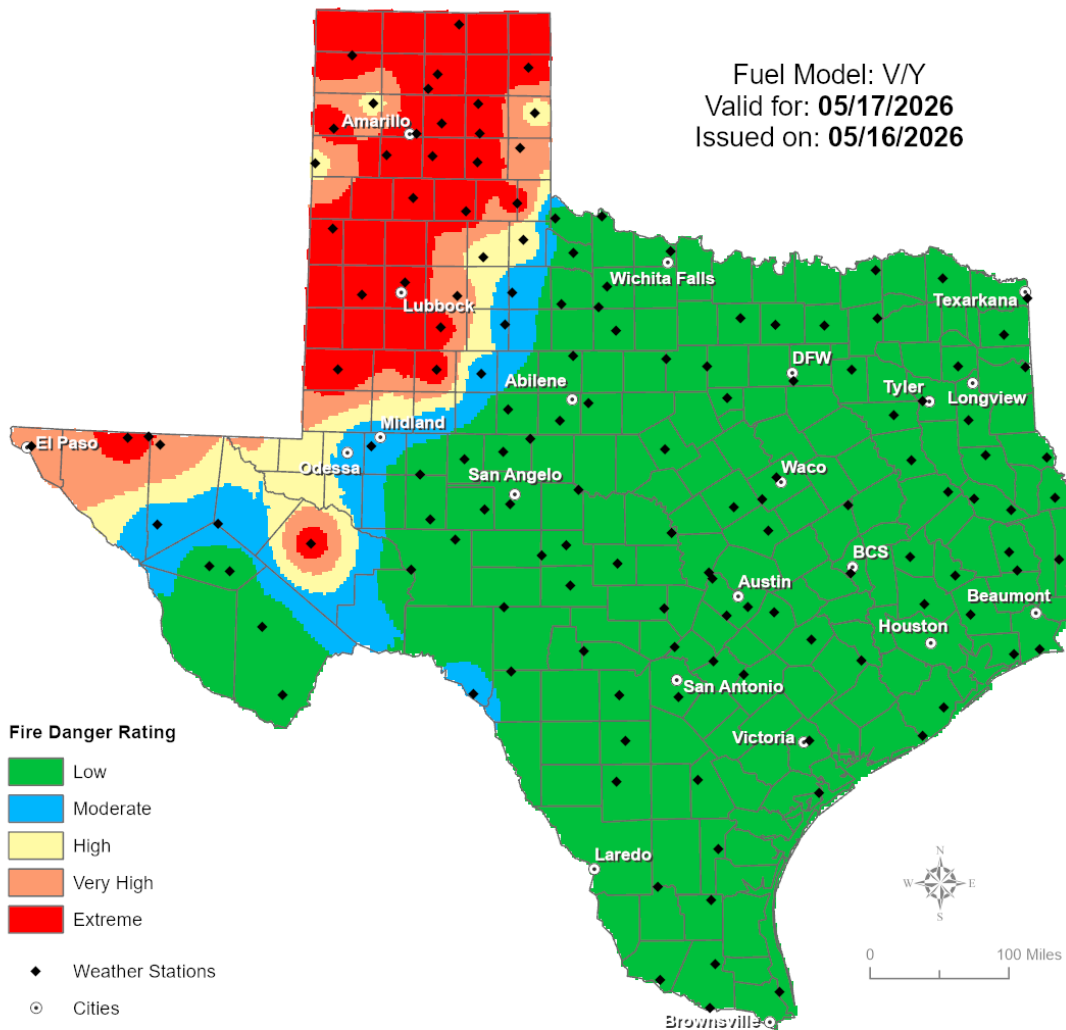 Fuel Model: V/Y
Valid for: 05/17/2026
Issued on: 05/16/2026
Amarillo
Wichita Falls
Lubbock
Texarkana
DFW
Abilene
Tyler
Longview
Midland
El Paso
Odessa
San Angelo
Waco
BCS
Austin
Beaumont
Houston
San Antonio
Victoria
Laredo
Brownsville
Fire Danger Rating
Low
Moderate
High
Very High
Extreme
Weather Stations
Cities
N
W E
S
0 100 Miles